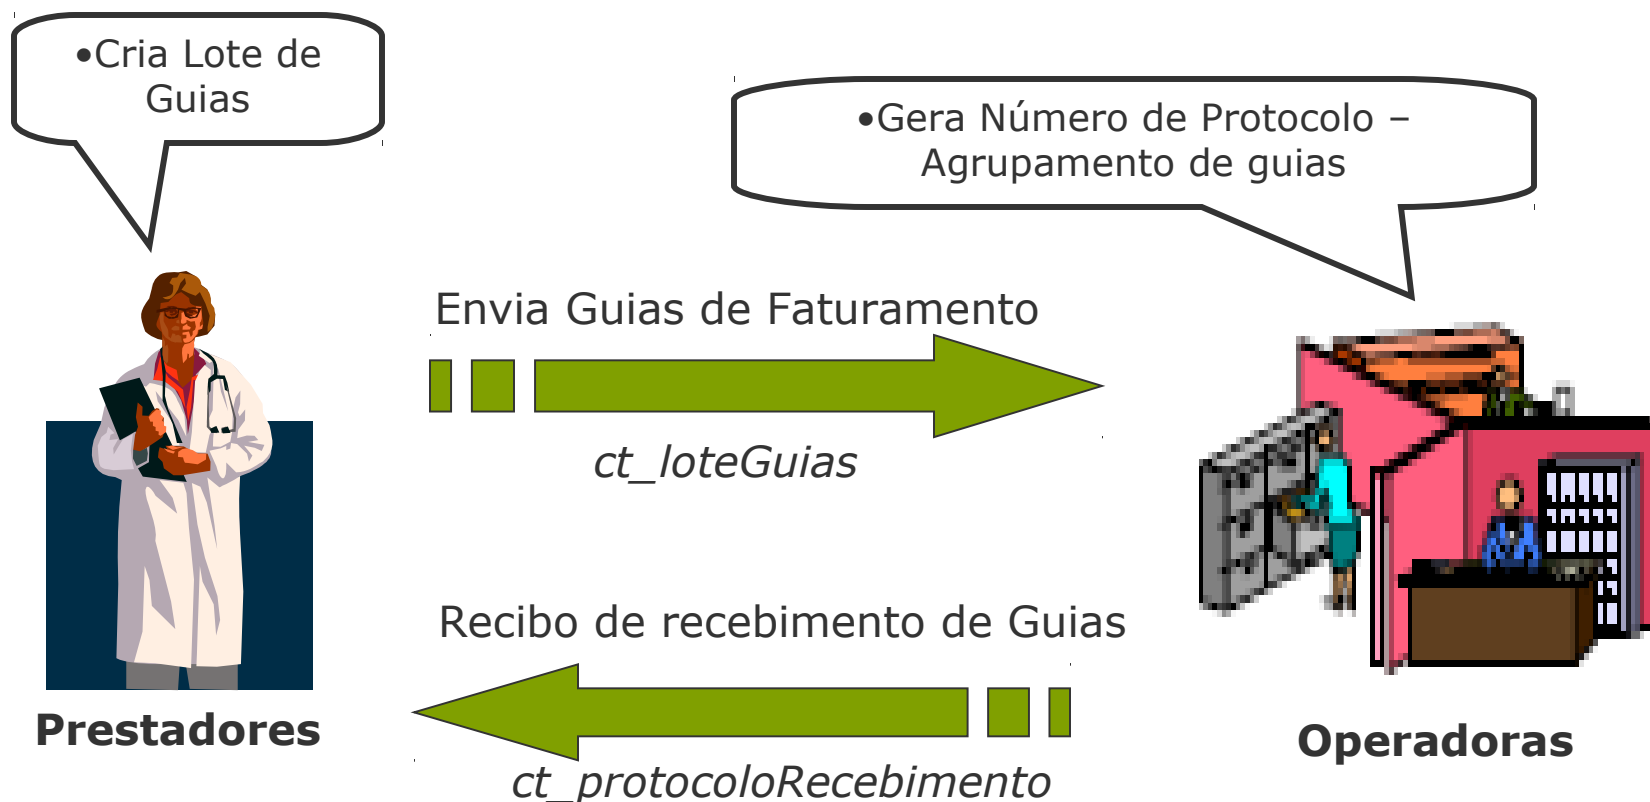 •Cria Lote de
Guias
•Gera Número de Protocolo –
Agrupamento de guias
Envia Guias de Faturamento
ct_loteGuias
Recibo de recebimento de Guias
ct_protocoloRecebimento
Prestadores
Operadoras